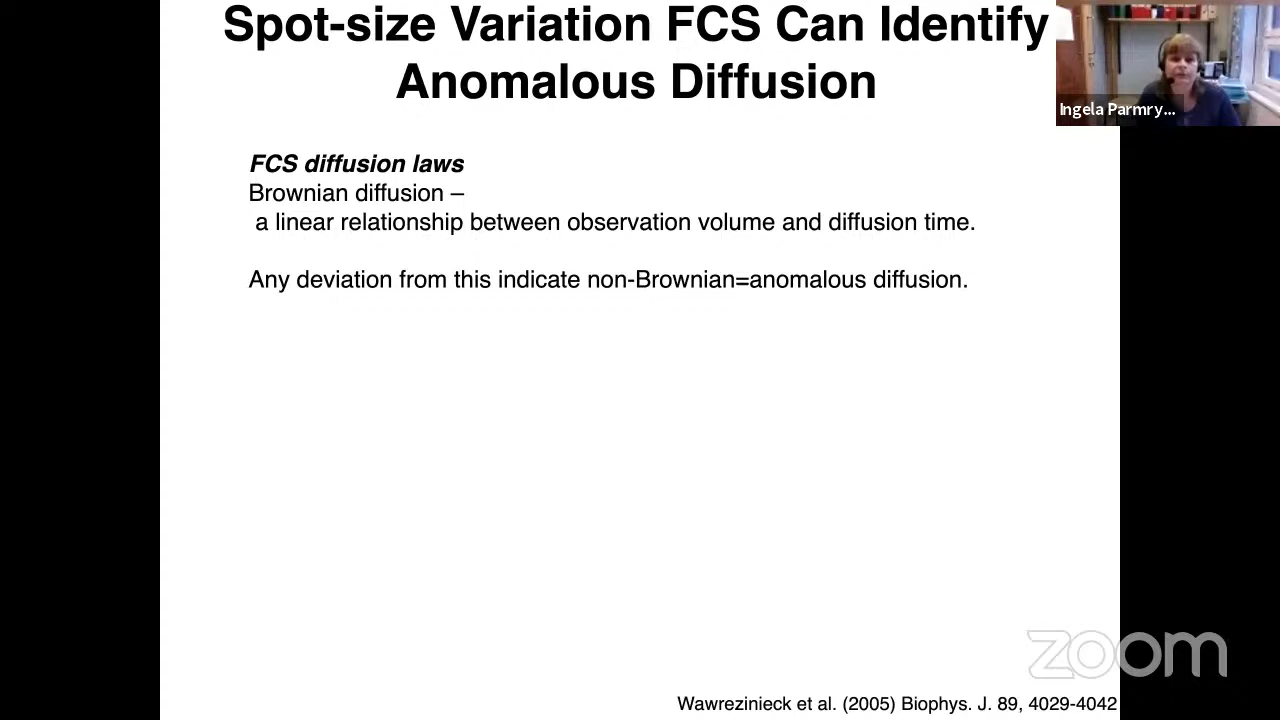 Spot-size Variation FCS Can Identify
Anomalous Diffusion
Ingela Parmry...
FCS diffusion laws
Brownian diffusion –
a linear relationship between observation volume and diffusion time.
Any deviation from this indicate non-Brownian=anomalous diffusion.
zoom
Wawrezinieck et al. (2005) Biophys. J. 89, 4029-4042